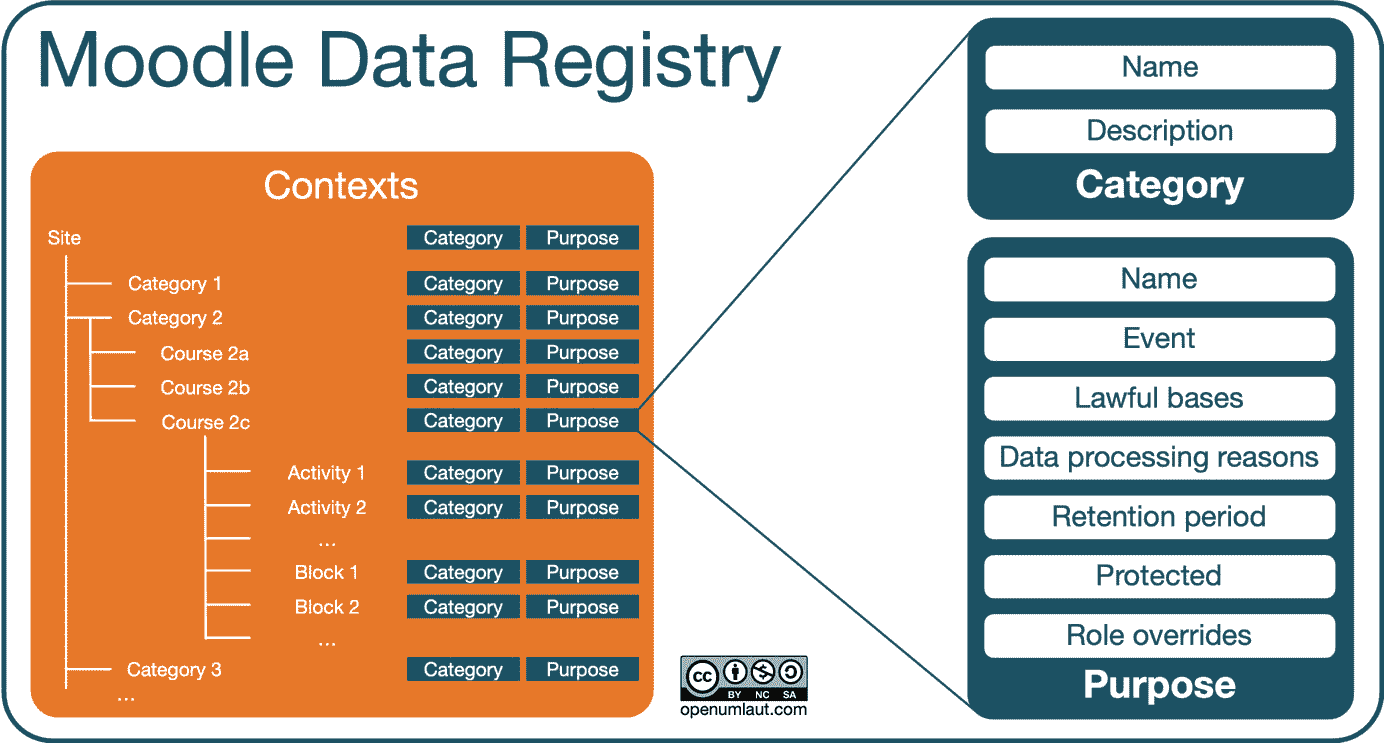 Moodle Data Registry
Contexts
Site Category Purpose
Category 1 Category Purpose
Category 2 Category Purpose
Course 2a Category Purpose
Course 2b Category Purpose
Course 2c Category Purpose
Activity 1 Category Purpose
Activity 2 Category Purpose
...
Block 1 Category Purpose
Block 2 Category Purpose
...
Category 3 Category Purpose
...
Name
Description
Category
Name
Event
Lawful bases
Data processing reasons
Retention period
Protected
Role overrides
Purpose
cc
BY NC SA
openumlaut.com